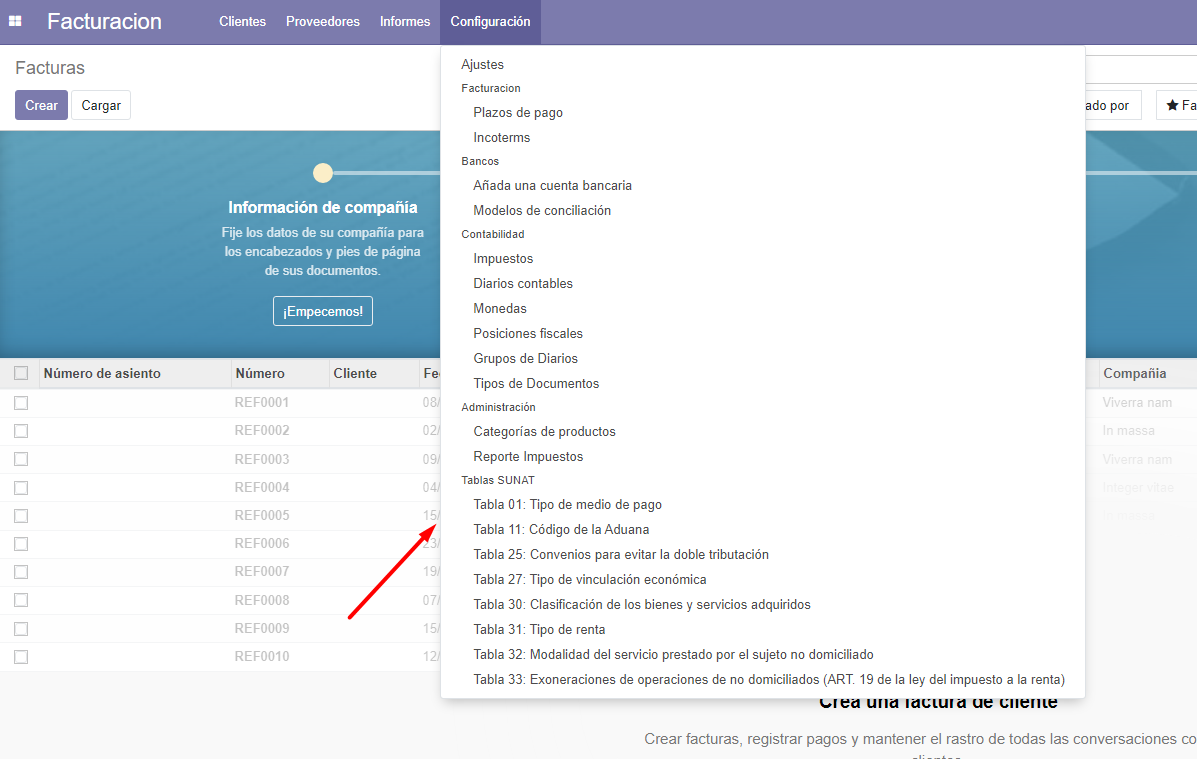 Facturacion
Clientes Proveedores Informes Configuración
Facturas
Crear Cargar
Ajustes
Facturacion
Plazos de pago
Incoterms
Bancos
Añada una cuenta bancaria
Modelos de conciliación
Contabilidad
Impuestos
Diarios contables
Monedas
Posiciones fiscales
Grupos de Diarios
Tipos de Documentos
Administración
Categorías de productos
Reporte Impuestos
Tablas SUNAT
Tabla 01: Tipo de medio de pago
Tabla 11: Código de la Aduana
Tabla 25: Convenios para evitar la doble tributación
Tabla 27: Tipo de vinculación económica
Tabla 30: Clasificación de los bienes y servicios adquiridos
Tabla 31: Tipo de renta
Tabla 32: Modalidad del servicio prestado por el sujeto no domiciliado
Tabla 33: Exoneraciones de operaciones de no domiciliados (ART. 19 de la ley del impuesto a la renta)
ado por
Fa
Información de compañía
Fije los datos de su compañía para
los encabezados y pies de página
de sus documentos.
¡Empecemos!
Número de asiento Número Cliente Fe Compañia
REF0001 08/ Viverra nam
REF0002 02/ In massa
REF0003 09/ Viverra nam
REF0004 04/ Integer vitae
REF0005 15/
REF0006 23/
REF0007 19/
REF0008 07/
REF0009 15/
REF0010 12/
Crea una factura de cliente
Crear facturas, registrar pagos y mantener el rastro de todas las conversaciones co